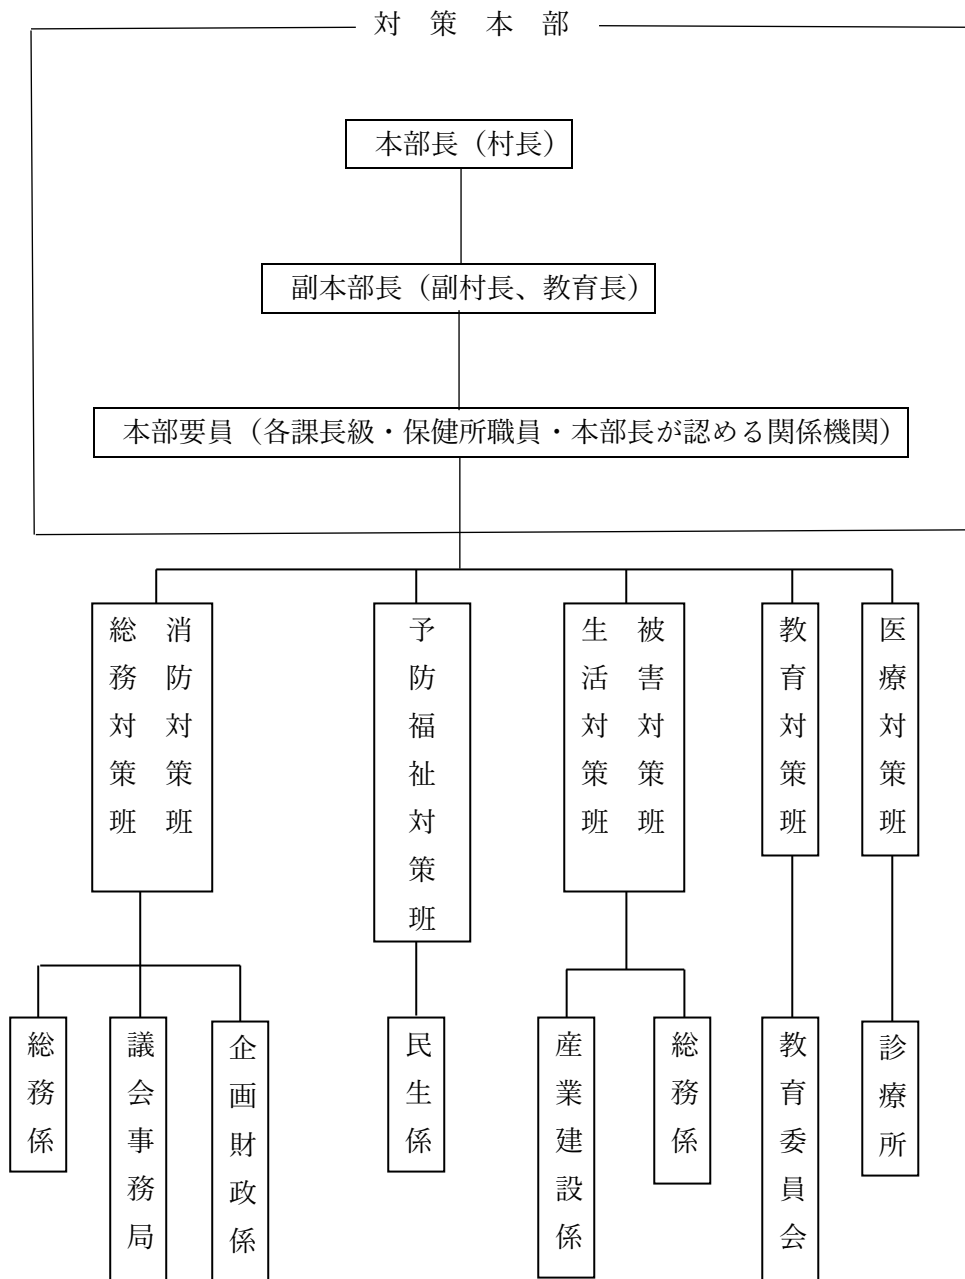 対 策 本 部
本部長（村長）
副本部長（副村長、教育長）
本部要員（各課長級・保健所職員・本部長が認める関係機関）
消防対策班
総務対策班
予防福祉対策班
被害対策班
生活対策班
教育対策班
医療対策班
総務係
議会事務局
企画財政係
民生係
産業建設係
総務係
教育委員会
診療所